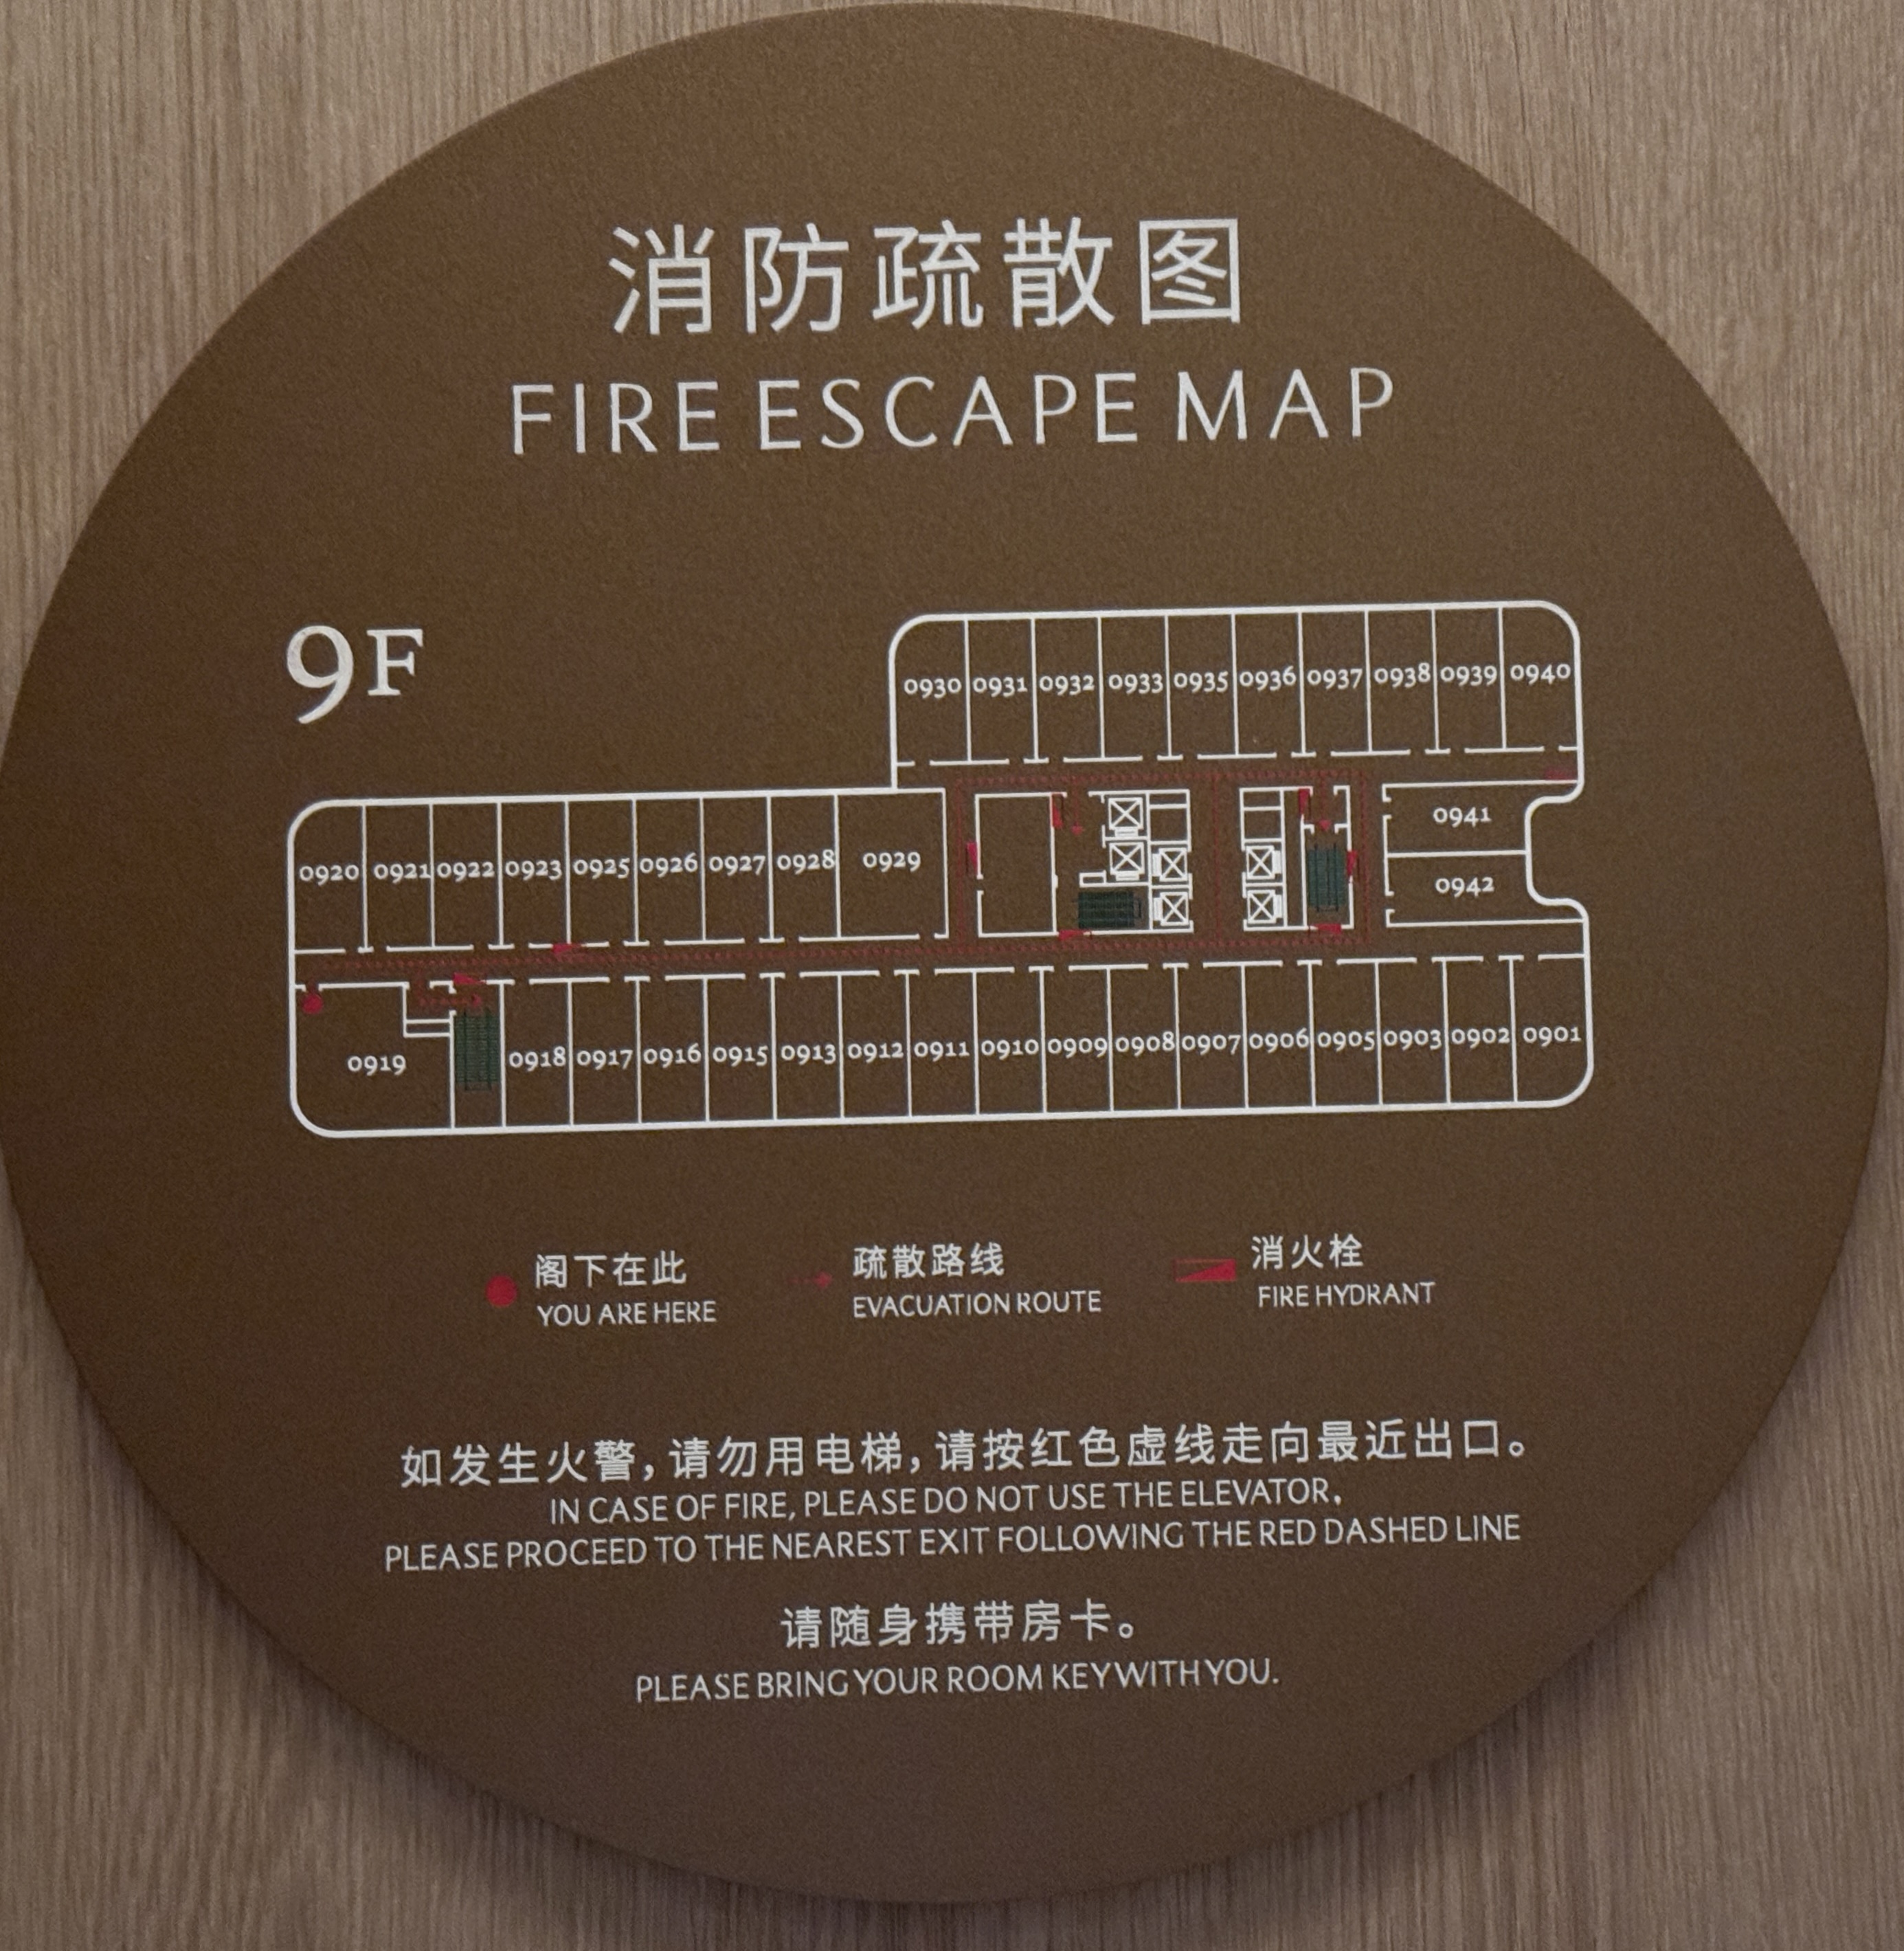 消防疏散图
FIRE ESCAPE MAP
9F
0930 0931 0932 0933 0935 0936 0937 0938 0939 0940
0941
0920 0921 0922 0923 0925 0926 0927 0928 0929
0942
0919 0918 0917 0916 0915 0913 0912 0911 0910 0909 0908 0907 0906 0905 0903 0902 0901
阁下在此 疏散路线 消火栓
YOU ARE HERE EVACUATION ROUTE FIRE HYDRANT
如发生火警,请勿用电梯,请按红色虚线走向最近出口。
IN CASE OF FIRE, PLEASE DO NOT USE THE ELEVATOR.
PLEASE PROCEED TO THE NEAREST EXIT FOLLOWING THE RED DASHED LINE
请随身携带房卡。
PLEASE BRING YOUR ROOM KEY WITH YOU.